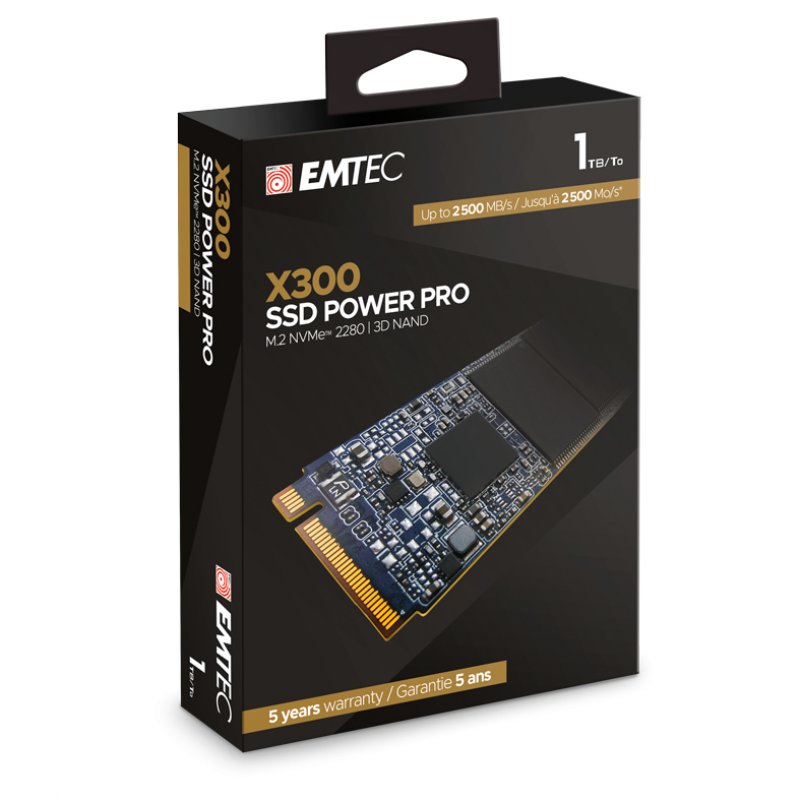 EMTEC
1 TB/To
Up to 2 500 MB/s / Jusqu'à 2 500 Mo/s*
X300
SSD POWER PRO
M.2 NVMe™ 2280 | 3D NAND
5 years warranty / Garantie 5 ans
X300
SSD POWER PRO
M.2 NVMe™ 2280 | 3D NAND
EMTEC
1 TB/To